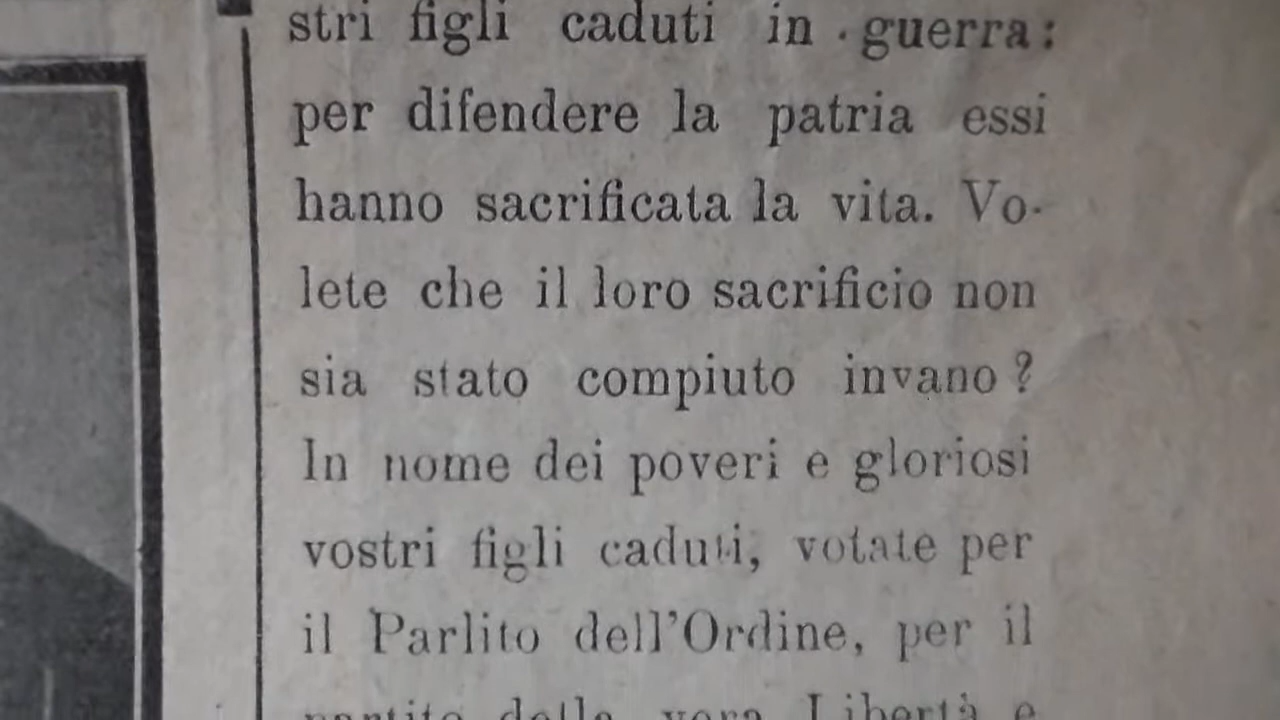 stri figli caduti in guerra:
per difendere la patria essi
hanno sacrificata la vita. Vo-
lete che il loro sacrificio non
sia stato compiuto invano?
In nome dei poveri e gloriosi
vostri figli caduti, votate per
il Partito dell'Ordine, per il
partito della vera Libertà e